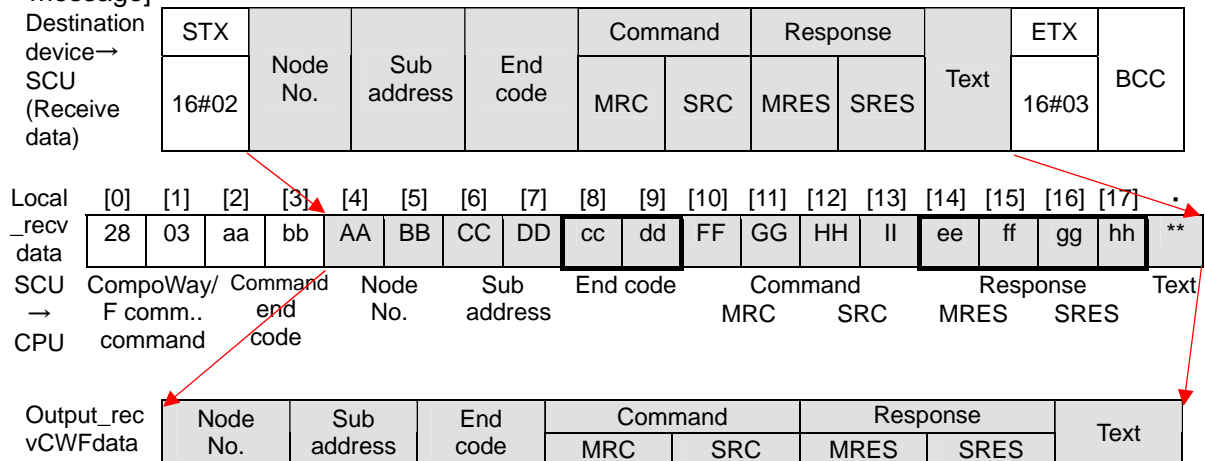 message]
Destination device→ SCU (Receive data)
STX Node No. Sub address End code Command Response Text ETX BCC
16#02 MRC SRC MRES SRES 16#03
Local _recv data
[0] [1] [2] [3] [4] [5] [6] [7] [8] [9] [10] [11] [12] [13] [14] [15] [16] [17] .
28 03 aa bb AA BB CC DD cc dd FF GG HH II ee ff gg hh **
SCU → CPU
CompoWay/ F comm.. command
Command end code
Node No.
Sub address
End code
Command
MRC SRC
Response
MRES SRES
Text
Output_rec vCWFdata
Node No. Sub address End code Command Response Text
MRC SRC MRES SRES